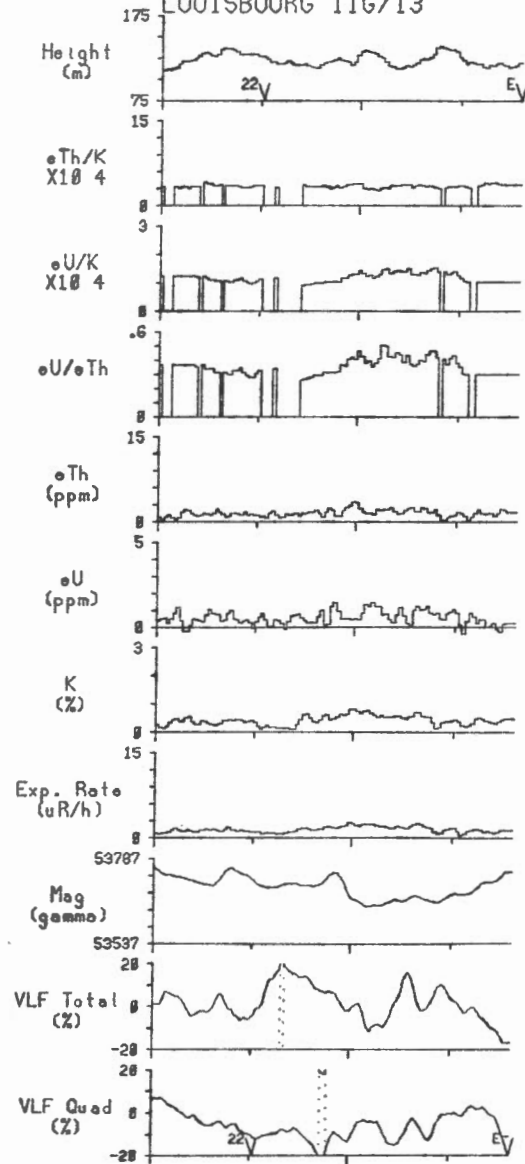 LOUISBOURG 11G/13
175
Height
(m)
75
22
E
15
eTh/K
X10 4
0
3
eU/K
X10 4
0
.6
eU/eTh
0
15
eTh
(ppm)
0
5
eU
(ppm)
0
3
K
(%)
0
15
Exp. Rate
(uR/h)
0
53787
Mag
(gamma)
53587
20
VLF Total
(%)
0
-20
20
VLF Quad
(%)
0
-20
22
E